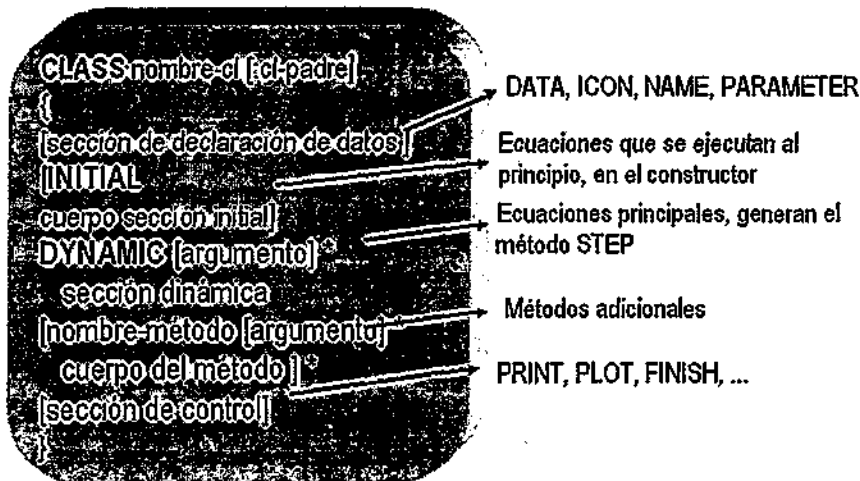 CLASS nombre-cl [:cl-padre]
{
[sección de declaración de datos]
[INITIAL
cuerpo sección initial]
DYNAMIC [argumento] *
sección dinámica
[nombre-método [argumento] *
cuerpo del método ] *
[sección de control]
}
DATA, ICON, NAME, PARAMETER
Ecuaciones que se ejecutan al
principio, en el constructor
Ecuaciones principales, generan el
método STEP
Métodos adicionales
PRINT, PLOT, FINISH, ...